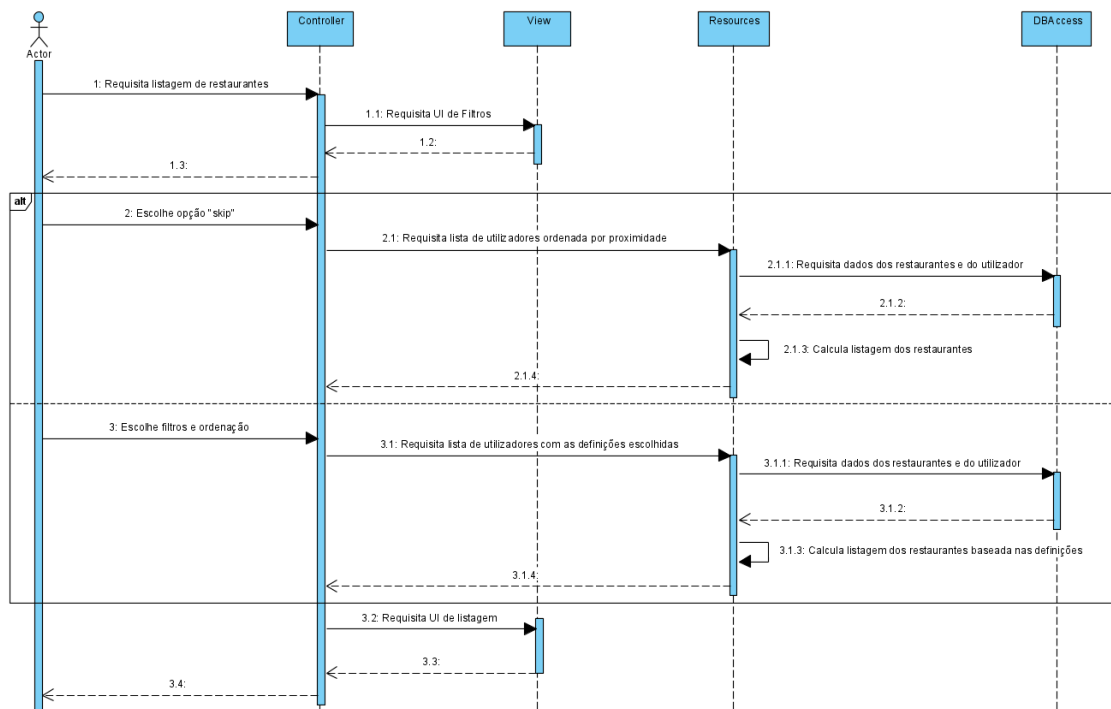 Controller
View
Resources
DBAccess
Actor
1: Requisita listagem de restaurantes
1.1: Requisita UI de Filtros
1.2:
1.3:
alt
2: Escolhe opção "skip"
2.1: Requisita lista de utilizadores ordenada por proximidade
2.1.1: Requisita dados dos restaurantes e do utilizador
2.1.2:
2.1.3: Calcula listagem dos restaurantes
2.1.4:
3: Escolhe filtros e ordenação
3.1: Requisita lista de utilizadores com as definições escolhidas
3.1.1: Requisita dados dos restaurantes e do utilizador
3.1.2:
3.1.3: Calcula listagem dos restaurantes baseada nas definições
3.1.4:
3.2: Requisita UI de listagem
3.3:
3.4: